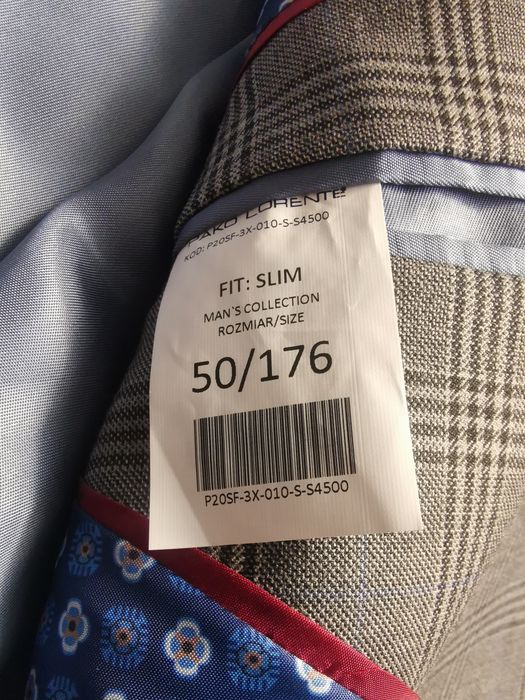 PAKO LORENTE
KOD: P20SF-3X-010-S-S4500
FIT: SLIM
MAN`S COLLECTION
ROZMIAR/SIZE
50/176
P20SF-3X-010-S-S4500